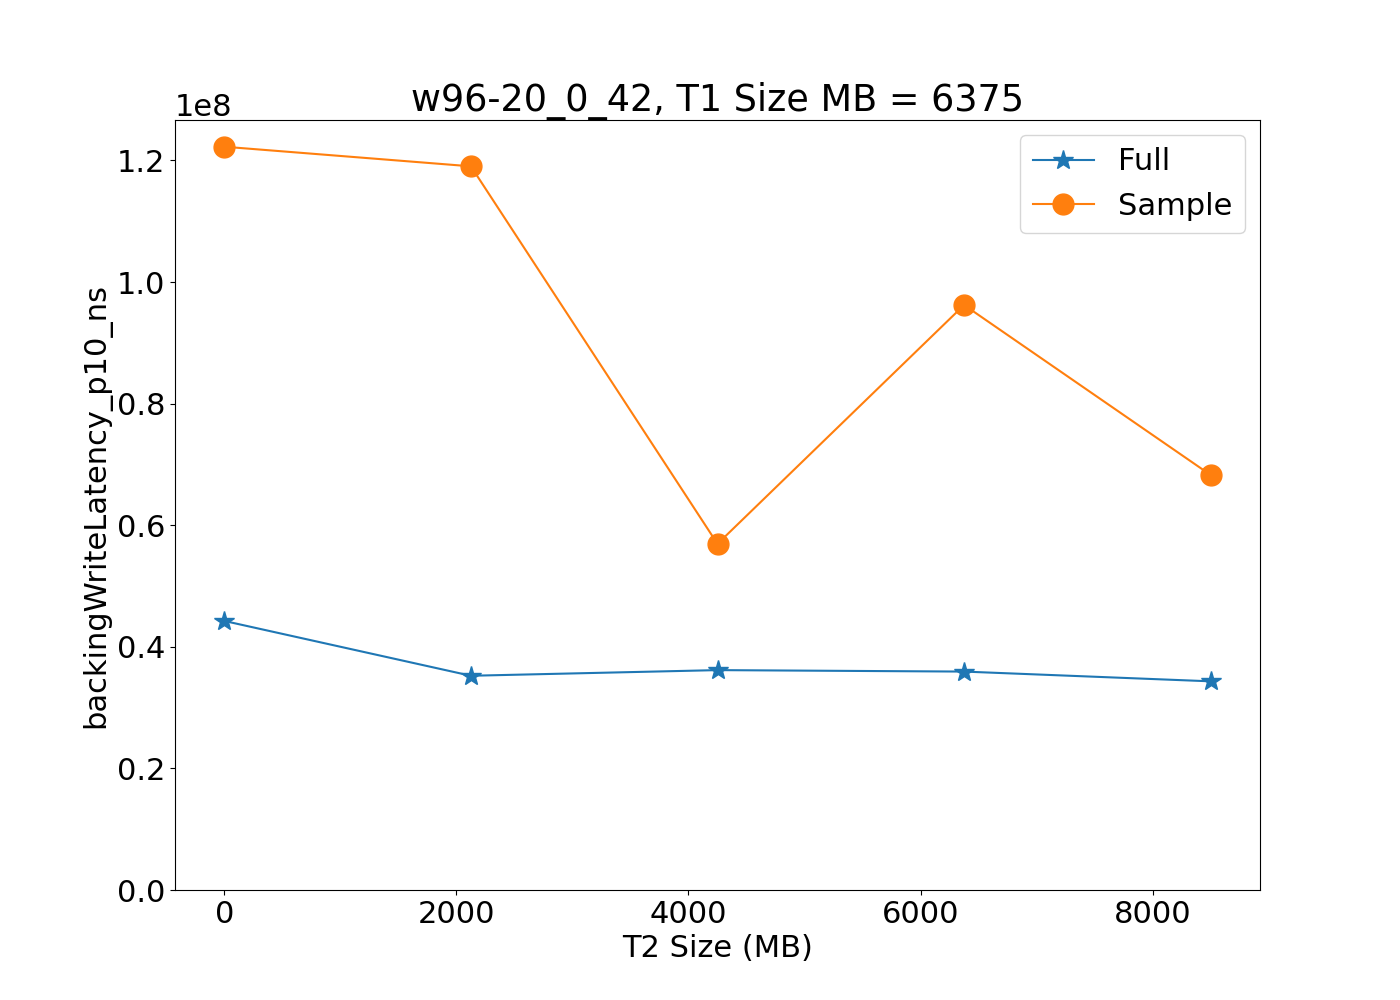 w96-20_0_42, T1 Size MB = 6375
1e8
Full
Sample
1.2
1.0
0.8
0.6
0.4
0.2
0.0
backingWriteLatency_p10_ns
0 2000 4000 6000 8000
T2 Size (MB)